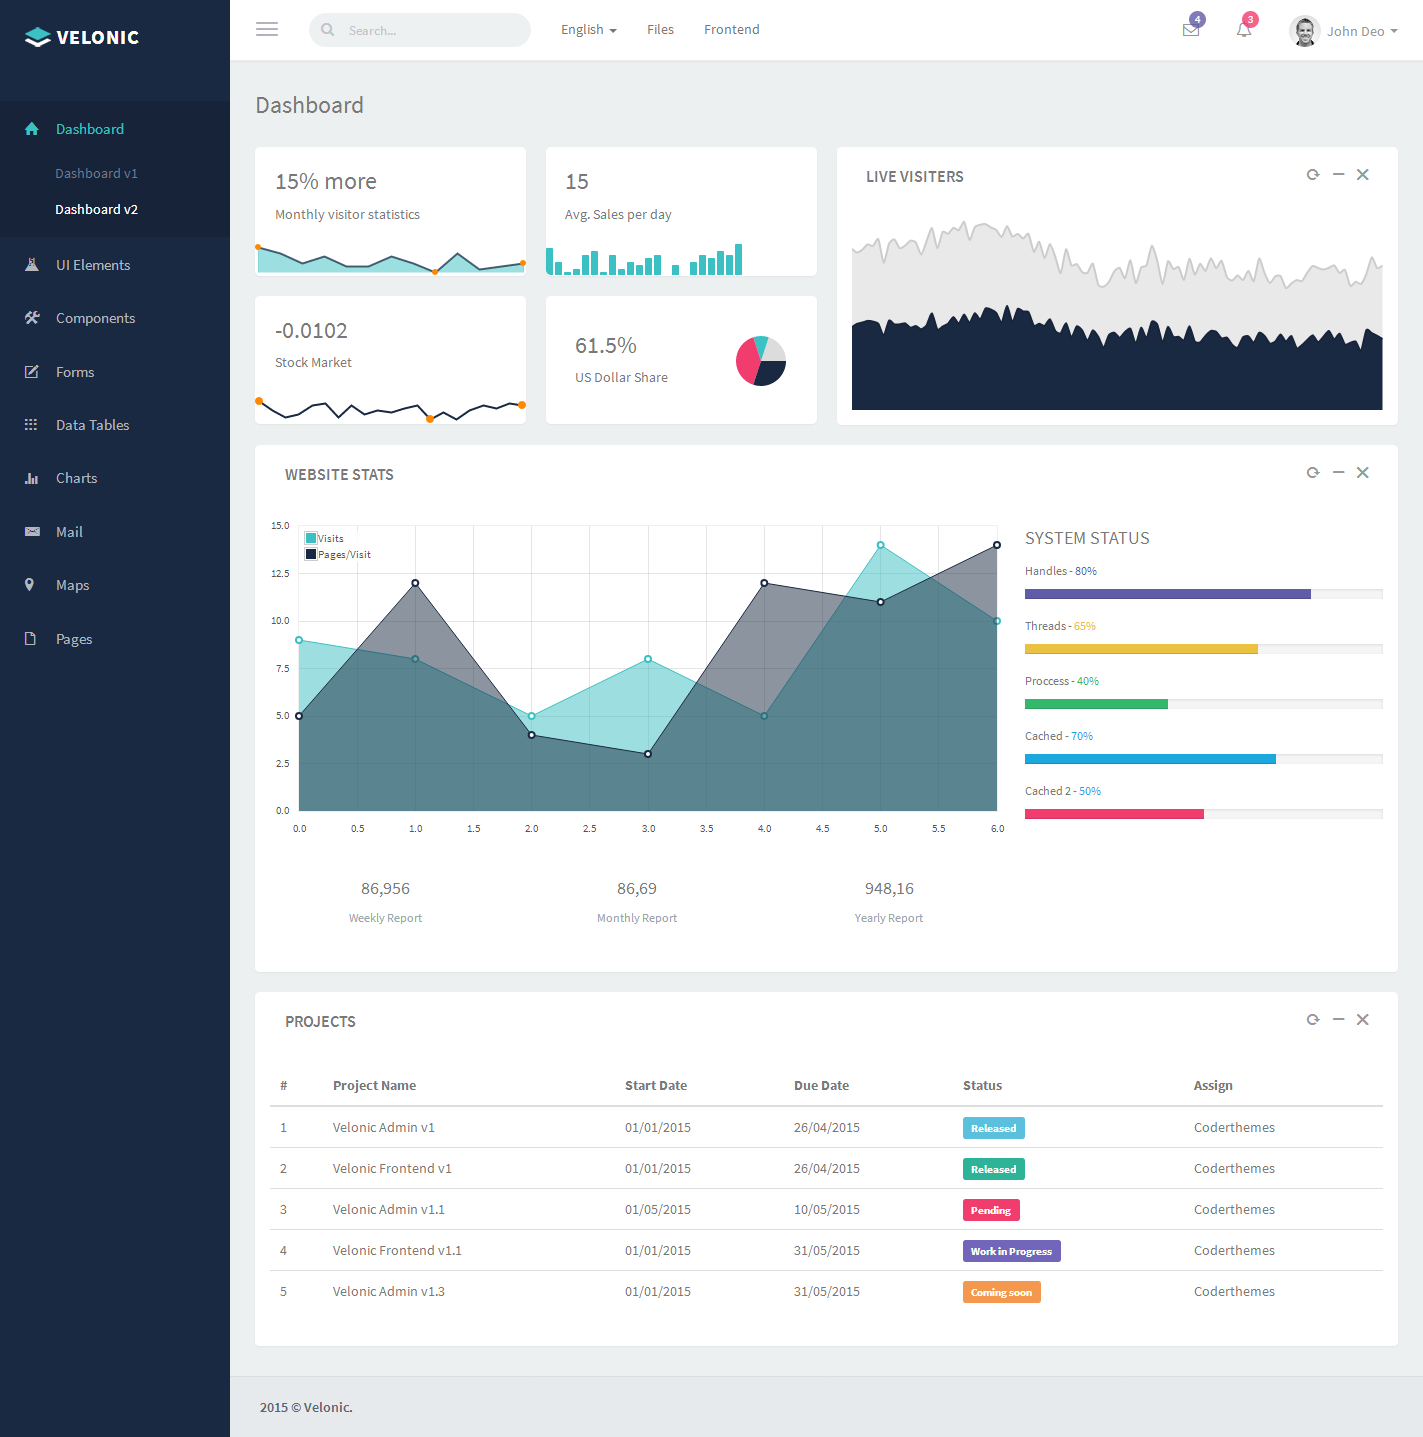 VELONIC
Search...
English
Files
Frontend
4
3
John Deo
Dashboard
Dashboard v1
Dashboard v2
UI Elements
Components
Forms
Data Tables
Charts
Mail
Maps
Pages
Dashboard
15% more
Monthly visitor statistics
15
Avg. Sales per day
LIVE VISITERS
-0.0102
Stock Market
61.5%
US Dollar Share
WEBSITE STATS
15.0
12.5
10.0
7.5
5.0
2.5
0.0
Visits
Pages/Visit
0.0 0.5 1.0 1.5 2.0 2.5 3.0 3.5 4.0 4.5 5.0 5.5 6.0
SYSTEM STATUS
Handles - 80%
Threads - 65%
Proccess - 40%
Cached - 70%
Cached 2 - 50%
86,956
Weekly Report
86,69
Monthly Report
948,16
Yearly Report
PROJECTS
# Project Name Start Date Due Date Status Assign
1 Velonic Admin v1 01/01/2015 26/04/2015 Released Coderthemes
2 Velonic Frontend v1 01/01/2015 26/04/2015 Released Coderthemes
3 Velonic Admin v1.1 01/05/2015 10/05/2015 Pending Coderthemes
4 Velonic Frontend v1.1 01/01/2015 31/05/2015 Work in Progress Coderthemes
5 Velonic Admin v1.3 01/01/2015 31/05/2015 Coming soon Coderthemes
2015 © Velonic.